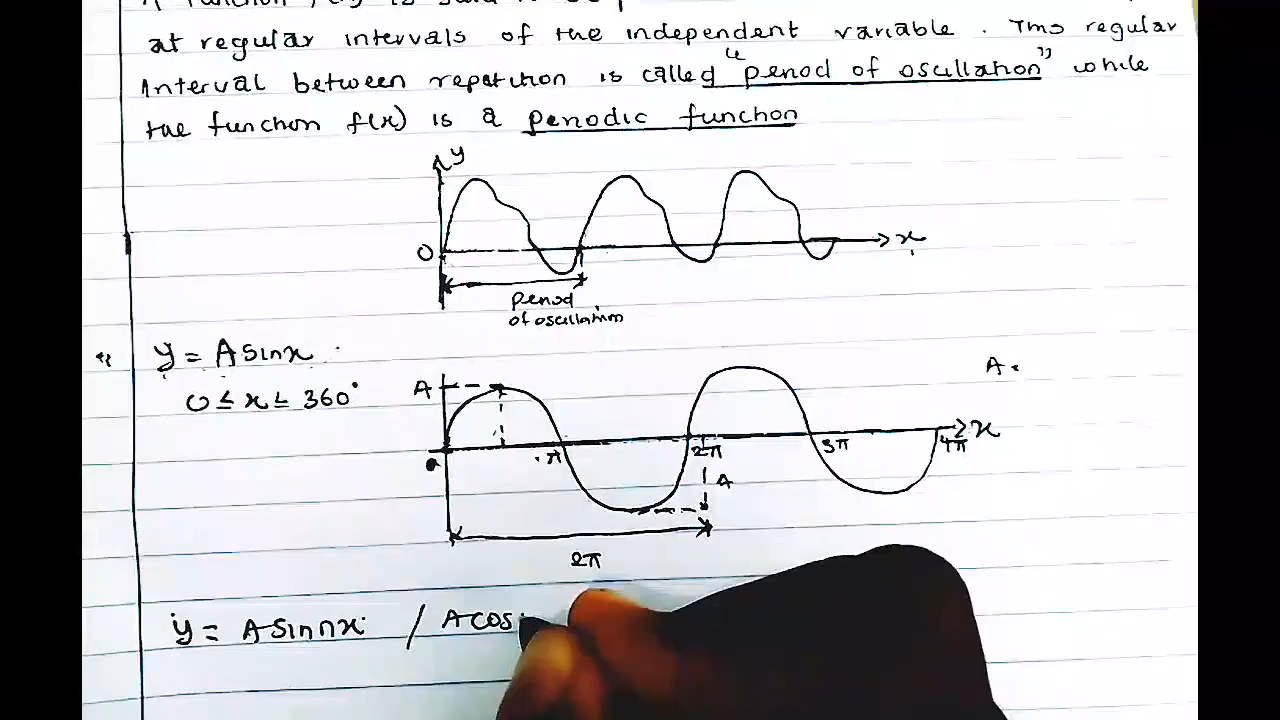 at regular intervals of the independent variable. This regular
Interval between repetition is called "period of oscillation" while
the function f(x) is a periodic function
y
O
x
period
of oscillation
y = A sin x
0 ≤ x ≤ 360°
A
A
x
π
2π
3π
4π
A
2π
y = A sin nx / A cos